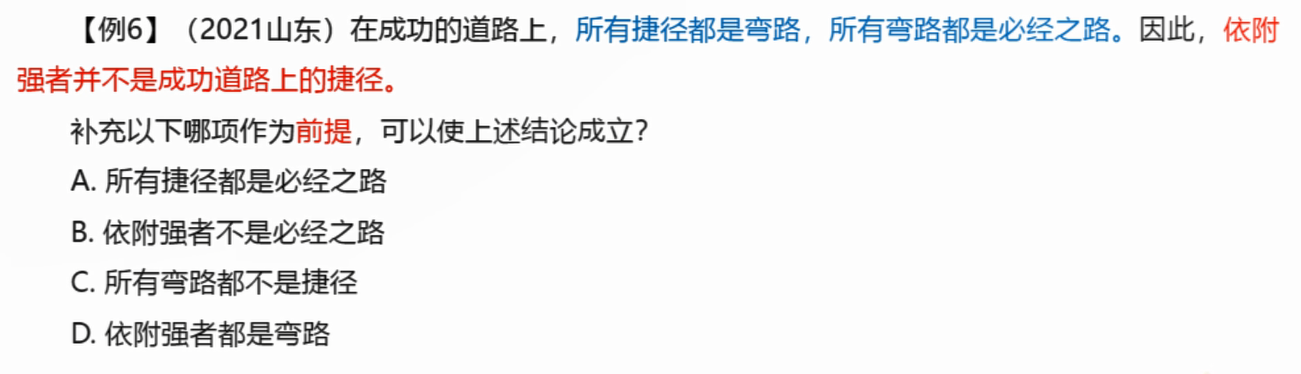 【例6】（2021山东）在成功的道路上，所有捷径都是弯路，所有弯路都是必经之路。因此，依附
强者并不是成功道路上的捷径。
补充以下哪项作为前提，可以使上述结论成立？
A. 所有捷径都是必经之路
B. 依附强者不是必经之路
C. 所有弯路都不是捷径
D. 依附强者都是弯路